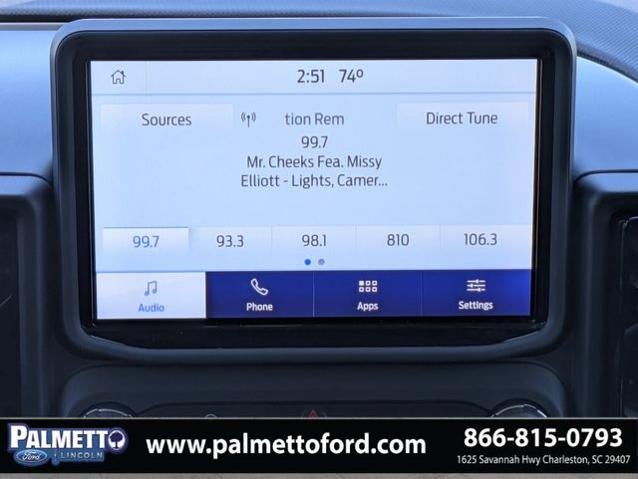 2:51 74°
Sources
tion Rem
Direct Tune
99.7
Mr. Cheeks Fea. Missy
Elliott - Lights, Camer...
99.7 93.3 98.1 810 106.3
Audio Phone Apps Settings
PALMETTO
Ford LINCOLN
www.palmettoford.com
866-815-0793
1625 Savannah Hwy Charleston, SC 29407